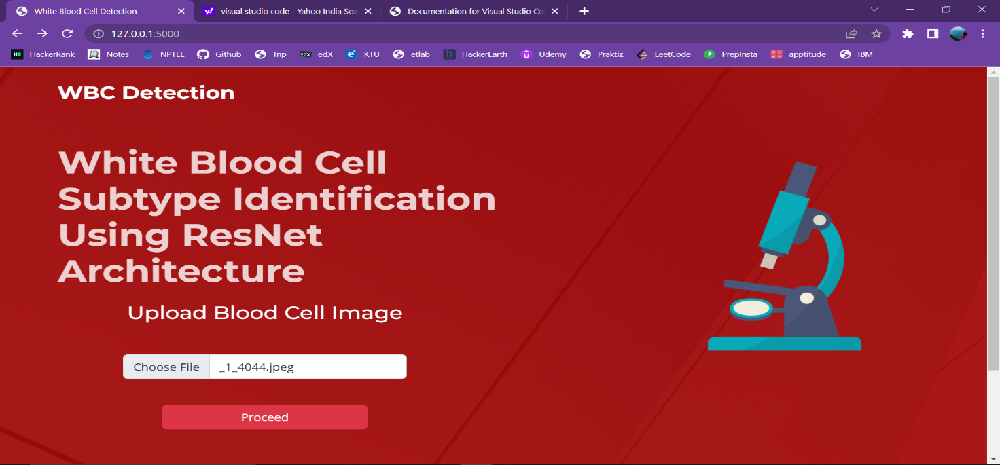 White Blood Cell Detection
visual studio code - Yahoo India Sea
Documentation for Visual Studio Co
127.0.0.1:5000
HackerRank Notes NPTEL Github Tnp edX KTU etlab HackerEarth Udemy Praktiz LeetCode PrepInsta apptitude IBM
WBC Detection
White Blood Cell
Subtype Identification
Using ResNet
Architecture
Upload Blood Cell Image
Choose File _1_4044.jpeg
Proceed